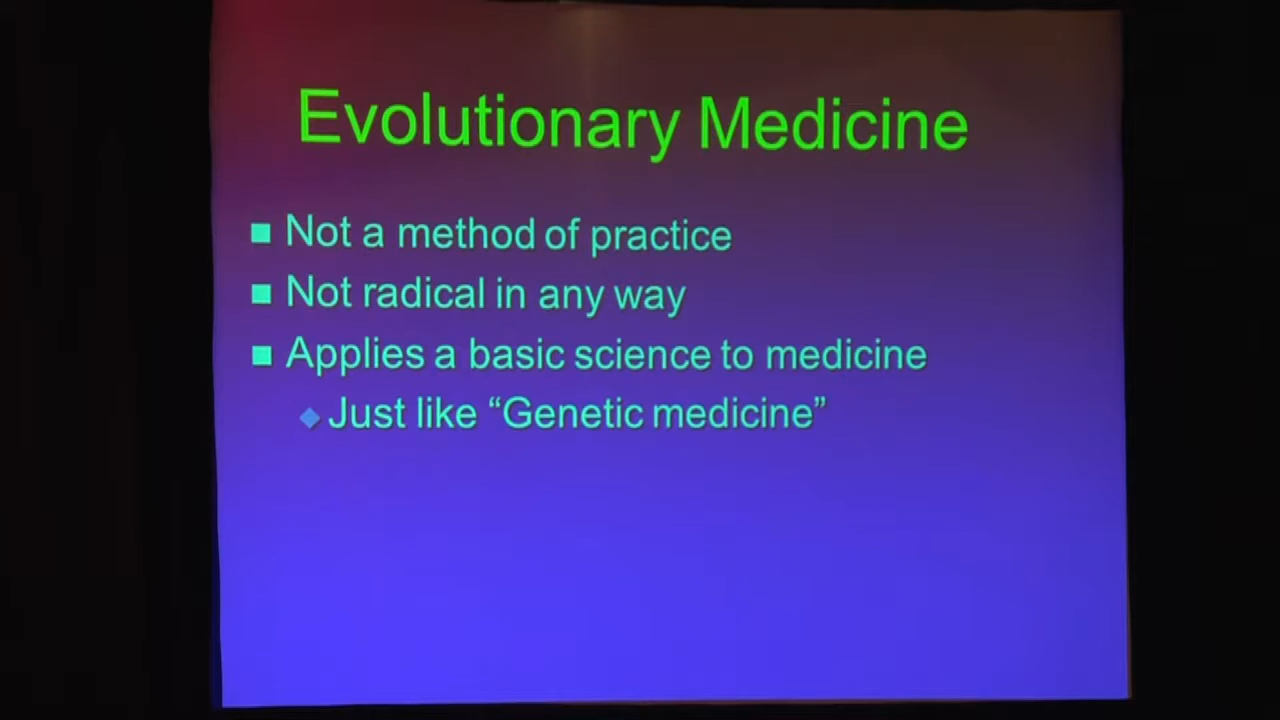 Evolutionary Medicine
Not a method of practice
Not radical in any way
Applies a basic science to medicine
Just like “Genetic medicine”